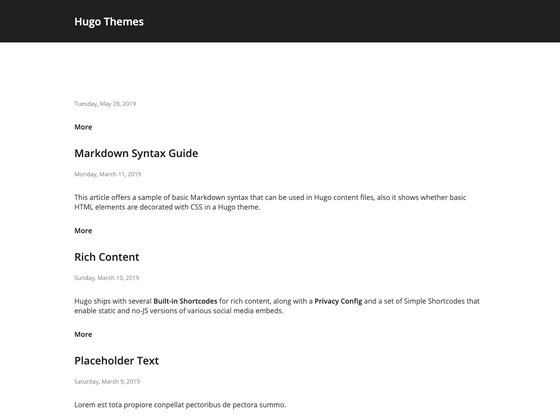 Hugo Themes
Tuesday, May 28, 2019
More
Markdown Syntax Guide
Monday, March 11, 2019
This article offers a sample of basic Markdown syntax that can be used in Hugo content files, also it shows whether basic
HTML elements are decorated with CSS in a Hugo theme.
More
Rich Content
Sunday, March 10, 2019
Hugo ships with several Built-in Shortcodes for rich content, along with a Privacy Config and a set of Simple Shortcodes that
enable static and no-JS versions of various social media embeds.
More
Placeholder Text
Saturday, March 9, 2019
Lorem est tota propiore conpellat pectoribus de pectora summo.